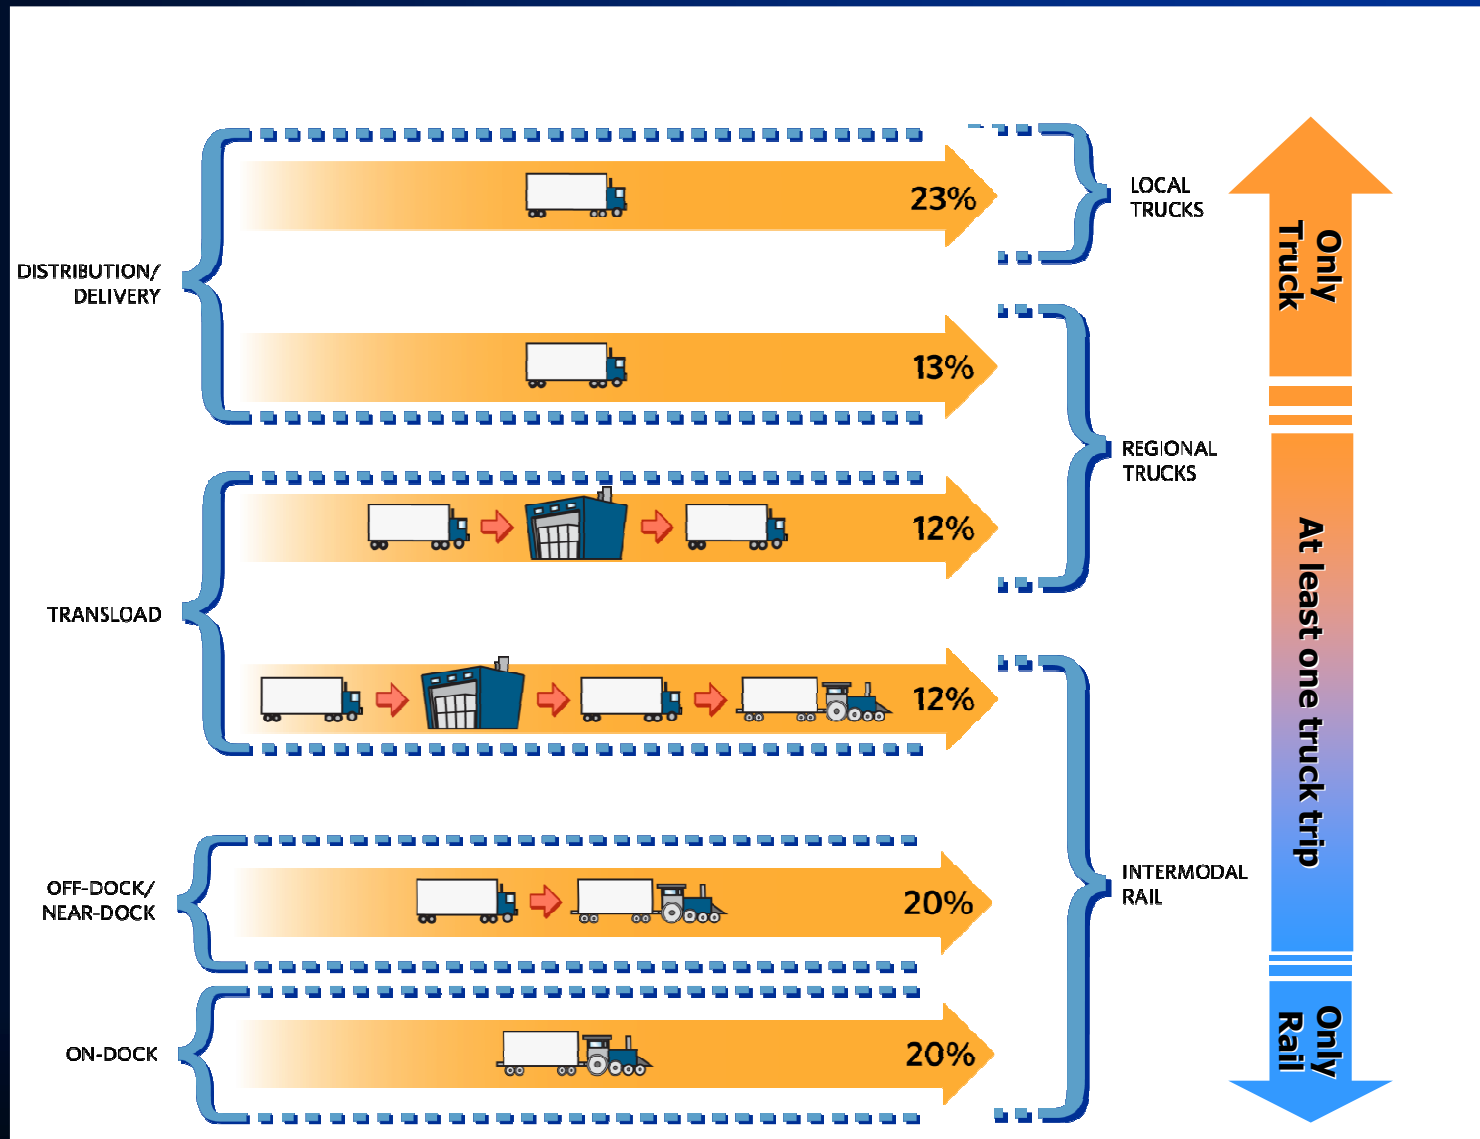 23%
LOCAL
TRUCKS
DISTRIBUTION/
DELIVERY
13%
REGIONAL
TRUCKS
12%
TRANSLOAD
12%
OFF-DOCK/
NEAR-DOCK
20%
INTERMODAL
RAIL
ON-DOCK
20%
Only
Truck
At least one truck trip
Only
Rail